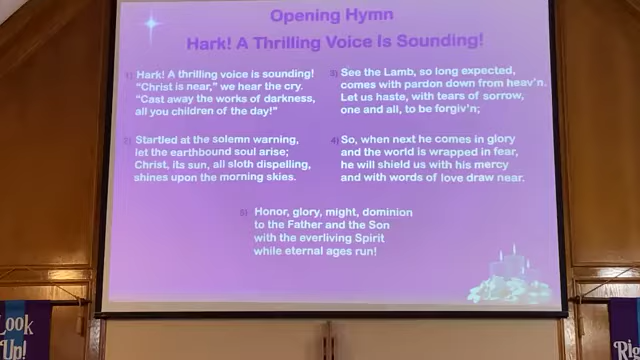 Opening Hymn
Hark! A Thrilling Voice Is Sounding!
1) Hark! A thrilling voice is sounding!
“Christ is near,” we hear the cry.
“Cast away the works of darkness,
all you children of the day!”
2) Startled at the solemn warning,
let the earthbound soul arise;
Christ, its sun, all sloth dispelling,
shines upon the morning skies.
3) See the Lamb, so long expected,
comes with pardon down from heav’n.
Let us haste, with tears of sorrow,
one and all, to be forgiv’n;
4) So, when next he comes in glory
and the world is wrapped in fear,
he will shield us with his mercy
and with words of love draw near.
5) Honor, glory, might, dominion
to the Father and the Son
with the everliving Spirit
while eternal ages run!
Look
Up!